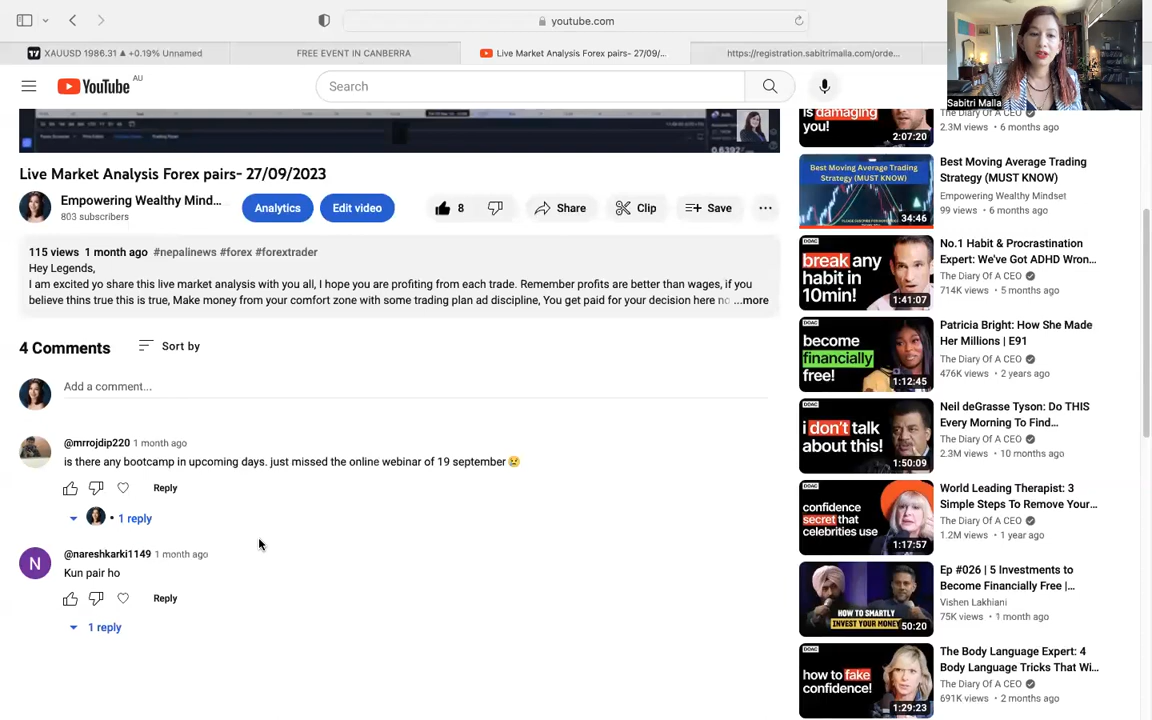 youtube.com
XAUUSD 1986.31 ▲ +0.19% Unnamed
FREE EVENT IN CANBERRA
Live Market Analysis Forex pairs- 27/09/...
https://registration.sabitrimalla.com/orde...
Sabitri Malla
YouTube AU
Search
Live Market Analysis Forex pairs- 27/09/2023
Empowering Wealthy Mind...
803 subscribers
Analytics
Edit video
8
Share
Clip
Save
115 views 1 month ago #nepalinews #forex #forextrader
Hey Legends,
I am excited yo share this live market analysis with you all, I hope you are profiting from each trade. Remember profits are better than wages, if you
believe thins true this is true, Make money from your comfort zone with some trading plan ad discipline, You get paid for your decision here no ...more
4 Comments
Sort by
Add a comment...
@mrrojdip220 1 month ago
is there any bootcamp in upcoming days. just missed the online webinar of 19 september😢
Reply
1 reply
N
@nareshkarki1149 1 month ago
Kun pair ho
Reply
1 reply
is damaging
you!
2:07:20
The Diary Of A CEO
2.3M views • 6 months ago
Best Moving Average Trading
Strategy (MUST KNOW)
34:46
Best Moving Average Trading
Strategy (MUST KNOW)
Empowering Wealthy Mindset
99 views • 6 months ago
DOAC
break any
habit in
10min!
1:41:07
No.1 Habit & Procrastination
Expert: We've Got ADHD Wron...
The Diary Of A CEO
714K views • 5 months ago
DOAC
become
financially
free!
1:12:45
Patricia Bright: How She Made
Her Millions | E91
The Diary Of A CEO
476K views • 2 years ago
DOAC
i don't talk
about this!
1:50:09
Neil deGrasse Tyson: Do THIS
Every Morning To Find...
The Diary Of A CEO
2.3M views • 10 months ago
DOAC
confidence
secret that
celebrities use
1:17:57
World Leading Therapist: 3
Simple Steps To Remove Your...
The Diary Of A CEO
1.2M views • 1 year ago
HOW TO SMARTLY
INVEST YOUR MONEY
50:20
Ep #026 | 5 Investments to
Become Financially Free |...
Vishen Lakhiani
75K views • 1 month ago
DOAC
how to fake
confidence!
1:29:23
The Body Language Expert: 4
Body Language Tricks That Wi...
The Diary Of A CEO
691K views • 2 months ago